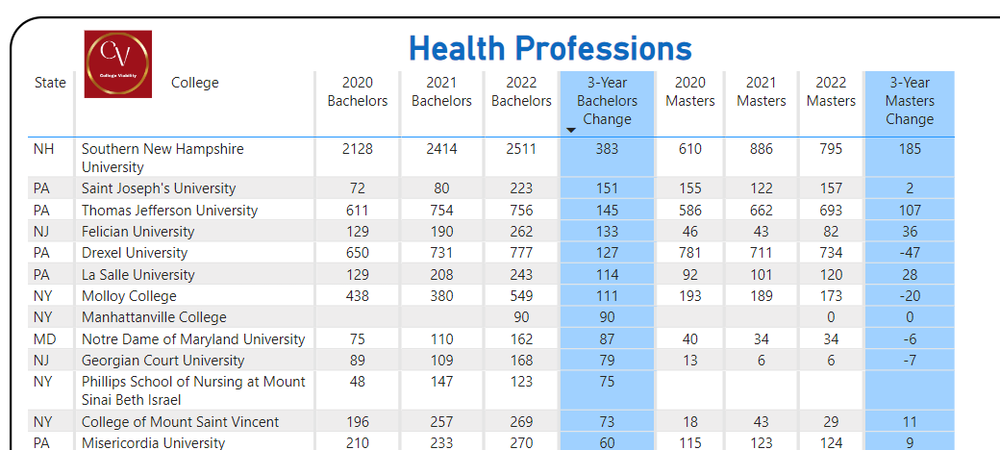 CV
College Viability
Health Professions
State College 2020 Bachelors 2021 Bachelors 2022 Bachelors 3-Year Bachelors Change 2020 Masters 2021 Masters 2022 Masters 3-Year Masters Change
NH Southern New Hampshire University 2128 2414 2511 383 610 886 795 185
PA Saint Joseph's University 72 80 223 151 155 122 157 2
PA Thomas Jefferson University 611 754 756 145 586 662 693 107
NJ Felician University 129 190 262 133 46 43 82 36
PA Drexel University 650 731 777 127 781 711 734 -47
PA La Salle University 129 208 243 114 92 101 120 28
NY Molloy College 438 380 549 111 193 189 173 -20
NY Manhattanville College 90 90 0 0
MD Notre Dame of Maryland University 75 110 162 87 40 34 34 -6
NJ Georgian Court University 89 109 168 79 13 6 6 -7
NY Phillips School of Nursing at Mount Sinai Beth Israel 48 147 123 75
NY College of Mount Saint Vincent 196 257 269 73 18 43 29 11
PA Misericordia University 210 233 270 60 115 123 124 9